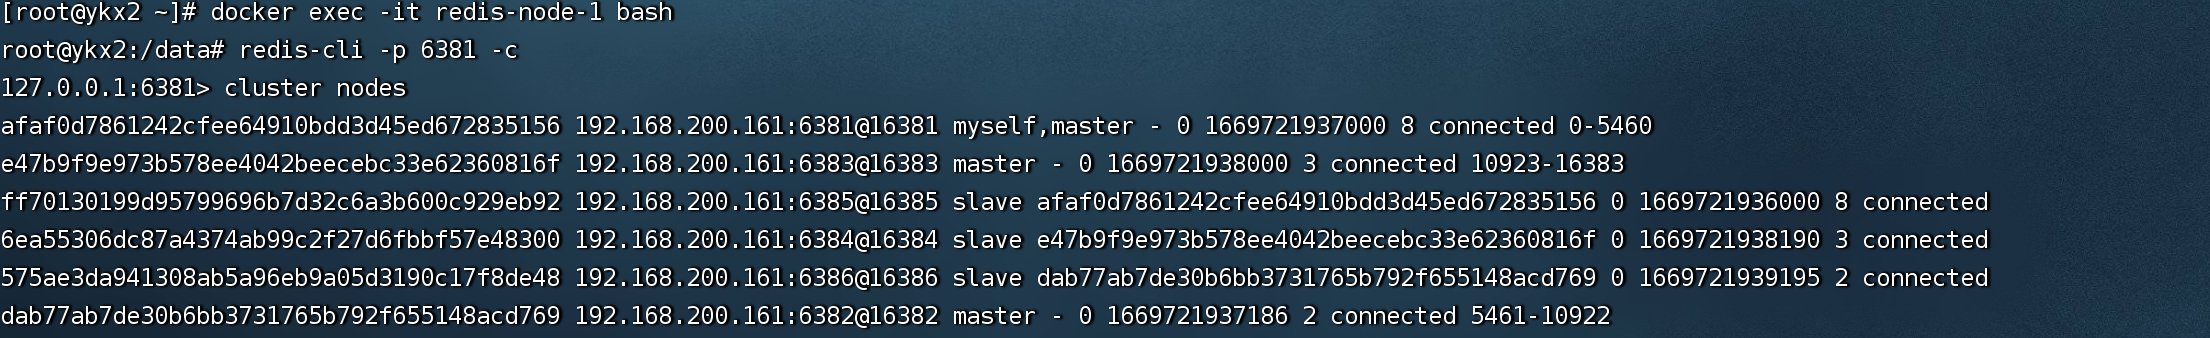 [root@ykx2 ~]# docker exec -it redis-node-1 bash
root@ykx2:/data# redis-cli -p 6381 -c
127.0.0.1:6381> cluster nodes
afaf0d7861242cfee64910bdd3d45ed672835156 192.168.200.161:6381@16381 myself,master - 0 1669721937000 8 connected 0-5460
e47b9f9e973b578ee4042beecebc33e62360816f 192.168.200.161:6383@16383 master - 0 1669721938000 3 connected 10923-16383
ff70130199d95799696b7d32c6a3b600c929eb92 192.168.200.161:6385@16385 slave afaf0d7861242cfee64910bdd3d45ed672835156 0 1669721936000 8 connected
6ea55306dc87a4374ab99c2f27d6fbbf57e48300 192.168.200.161:6384@16384 slave e47b9f9e973b578ee4042beecebc33e62360816f 0 1669721938190 3 connected
575ae3da941308ab5a96eb9a05d3190c17f8de48 192.168.200.161:6386@16386 slave dab77ab7de30b6bb3731765b792f655148acd769 0 1669721939195 2 connected
dab77ab7de30b6bb3731765b792f655148acd769 192.168.200.161:6382@16382 master - 0 1669721937186 2 connected 5461-10922